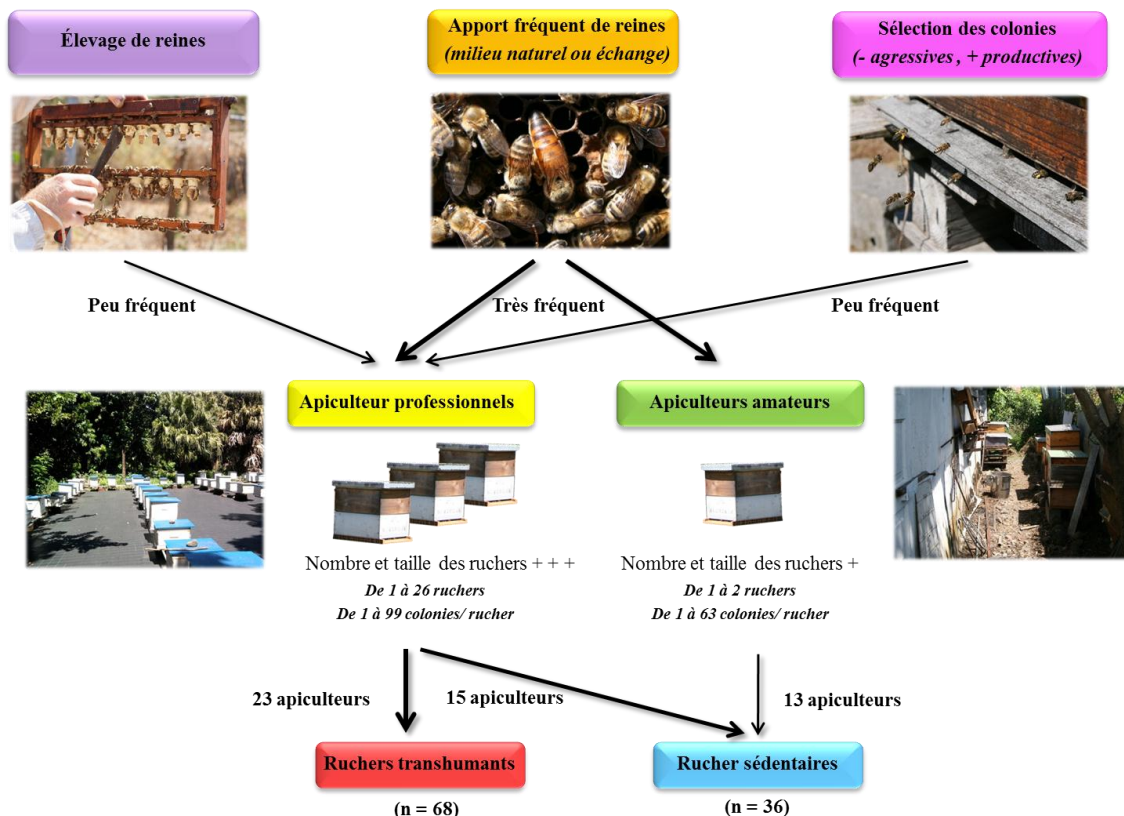 Élevage de reines
Apport fréquent de reines
(milieu naturel ou échange)
Sélection des colonies
(- agressives , + productives)
Peu fréquent
Très fréquent
Peu fréquent
Apiculteur professionnels
Apiculteurs amateurs
Nombre et taille des ruchers + + +
De 1 à 26 ruchers
De 1 à 99 colonies/ rucher
Nombre et taille des ruchers +
De 1 à 2 ruchers
De 1 à 63 colonies/ rucher
23 apiculteurs
15 apiculteurs
13 apiculteurs
Ruchers transhumants
(n = 68)
Rucher sédentaires
(n = 36)